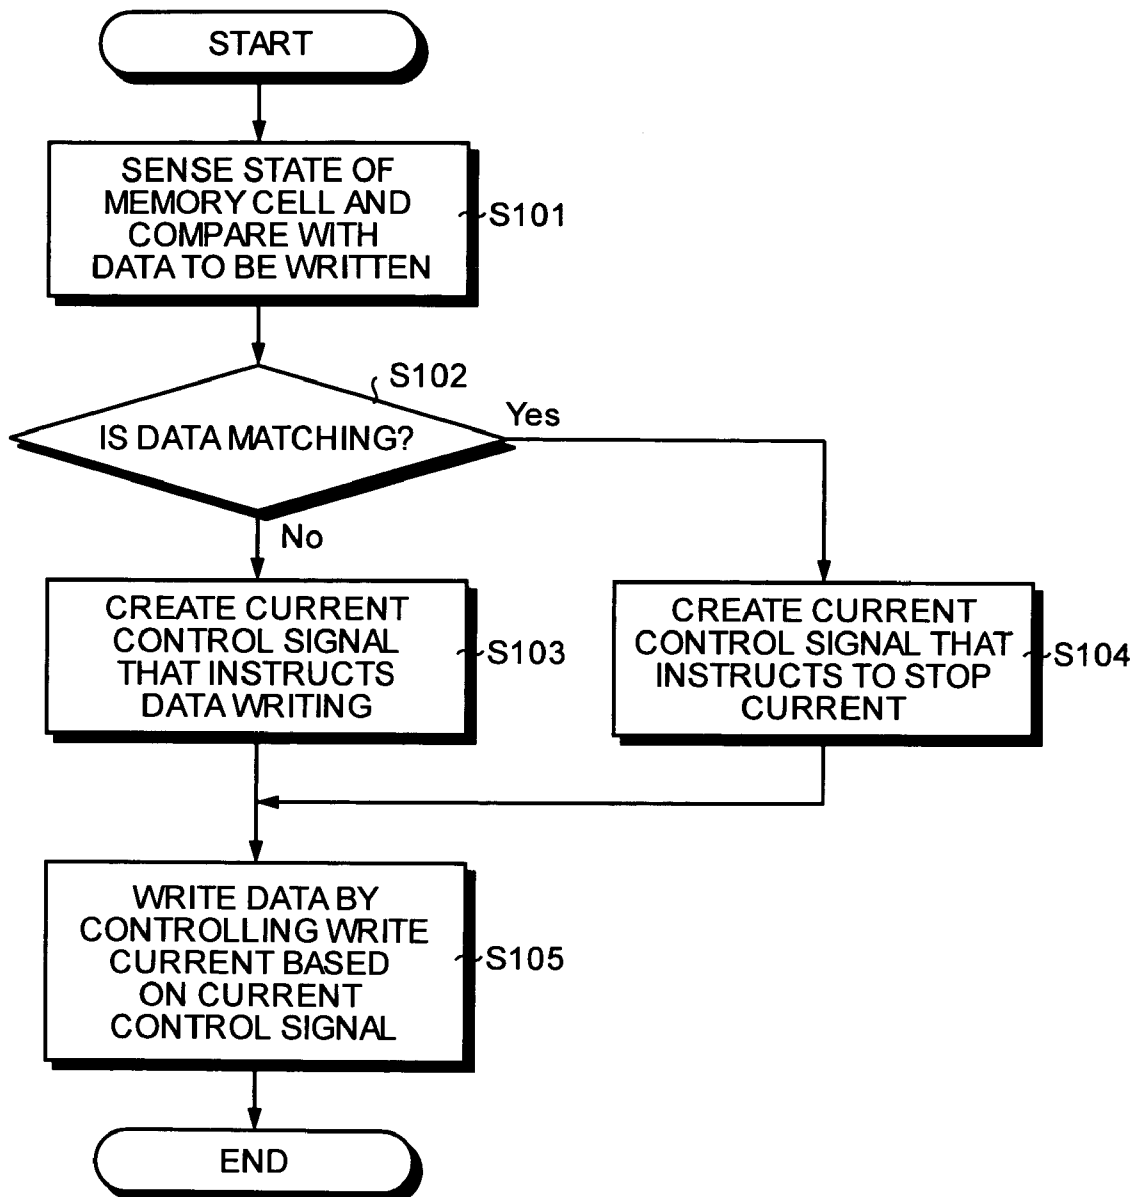 START
SENSE STATE OF
MEMORY CELL AND
COMPARE WITH
DATA TO BE WRITTEN
S101
S102
IS DATA MATCHING?
Yes
No
CREATE CURRENT
CONTROL SIGNAL
THAT INSTRUCTS
DATA WRITING
S103
CREATE CURRENT
CONTROL SIGNAL THAT
INSTRUCTS TO STOP
CURRENT
S104
WRITE DATA BY
CONTROLLING WRITE
CURRENT BASED
ON CURRENT
CONTROL SIGNAL
S105
END